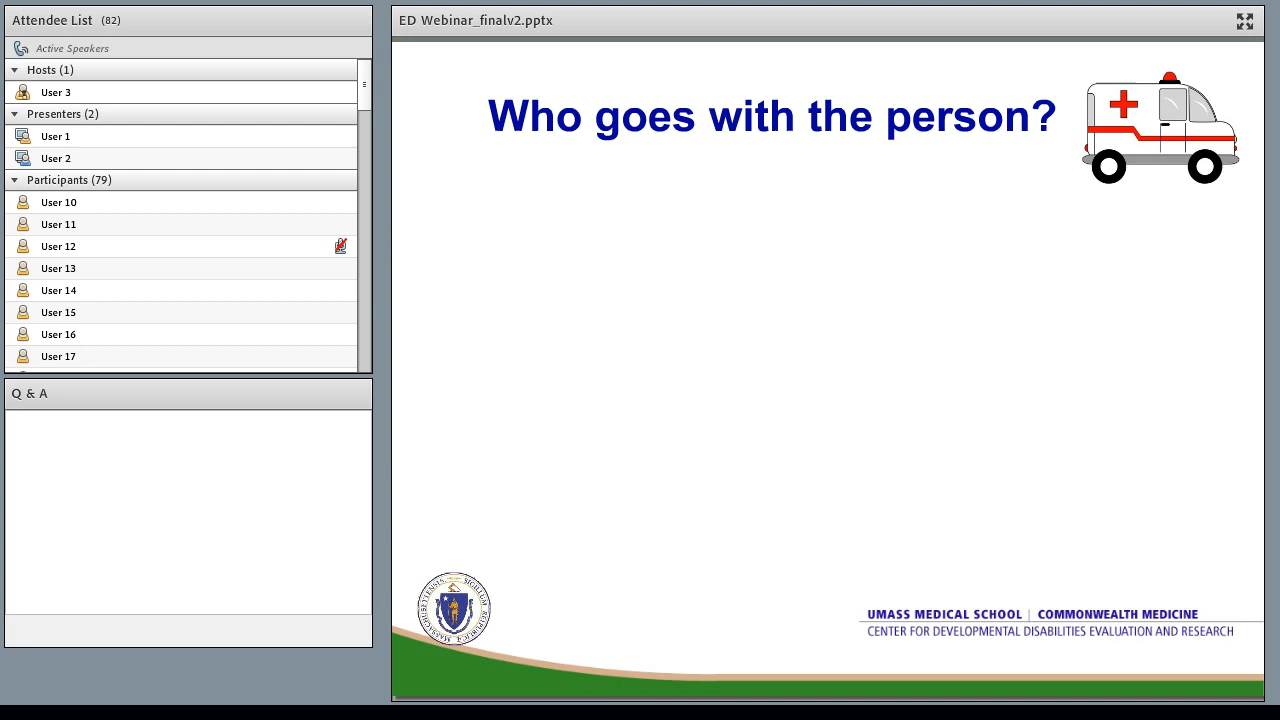 Attendee List (82)
Active Speakers
Hosts (1)
User 3
Presenters (2)
User 1
User 2
Participants (79)
User 10
User 11
User 12
User 13
User 14
User 15
User 16
User 17
Q & A
ED Webinar_finalv2.pptx
Who goes with the person?
UMASS MEDICAL SCHOOL | COMMONWEALTH MEDICINE
CENTER FOR DEVELOPMENTAL DISABILITIES EVALUATION AND RESEARCH